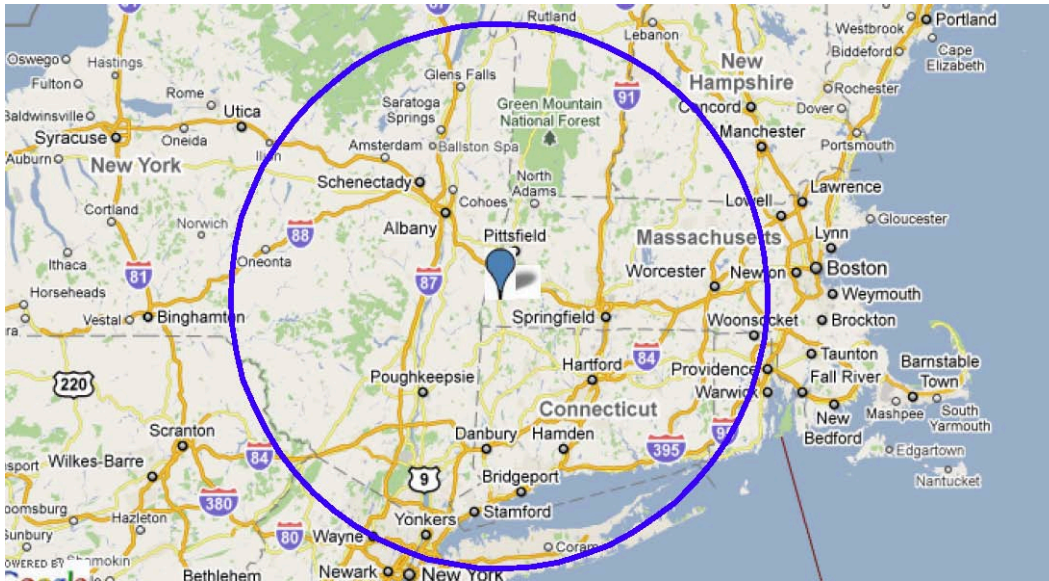 81
87
Rutland
Lebanon
Portland
Westbrook
Biddeford
Cape
Elizabeth
Oswego
Hastings
Fulton
Glens Falls
New
Hampshire
Rochester
Rome
Saratoga
Springs
Green Mountain
National Forest
91
Concord
Dover
Baldwinsville
Utica
Syracuse
Oneida
Ilion
Manchester
Portsmouth
Auburn
New York
Amsterdam
Ballston Spa
North
Adams
Schenectady
Cohoes
Lawrence
Lowell
Cortland
Norwich
88
Albany
Gloucester
Pittsfield
Massachusetts
Lynn
Ithaca
81
Oneonta
87
Worcester
Newton
Boston
Horseheads
Weymouth
Vestal
Binghamton
Springfield
Woonsocket
Brockton
84
Taunton
Barnstable
Town
220
Poughkeepsie
Hartford
Providence
Fall River
Warwick
Mashpee
South
Yarmouth
Connecticut
New
Bedford
Scranton
Danbury
Hamden
395
Edgartown
Nantucket
84
Wilkes-Barre
9
Bridgeport
380
Stamford
Hazleton
80
Yonkers
Wayne
Coram
POWERED BY
Google
Bethlehem
Newark
New York